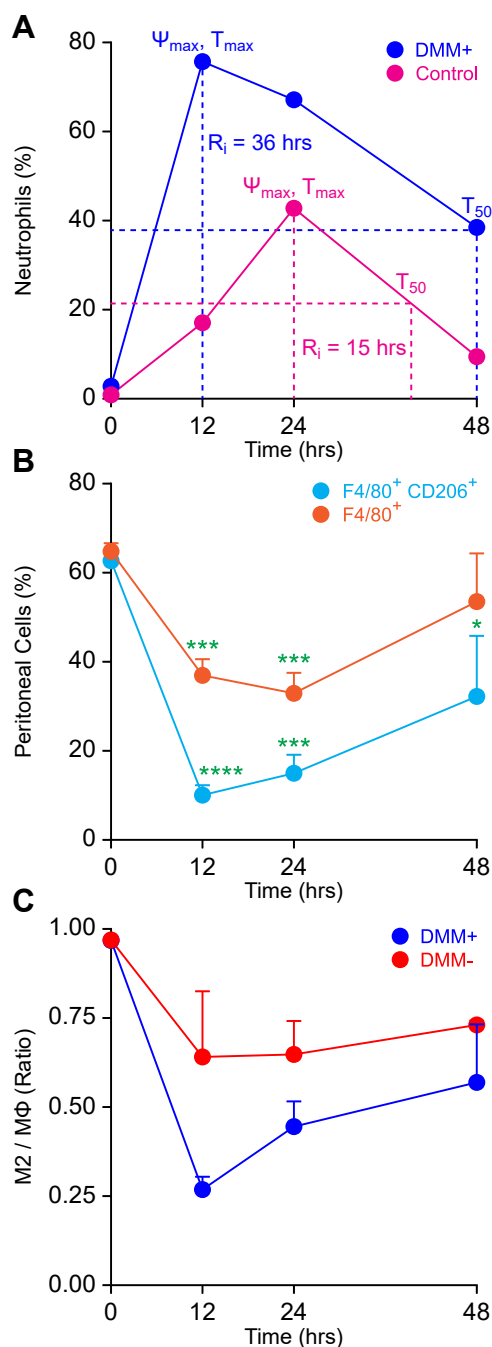 A
Ψmax, Tmax
DMM+
Control
80
60
40
20
0
Neutrophils (%)
Ri = 36 hrs
Ψmax, Tmax
T50
T50
Ri = 15 hrs
0 12 24 48
Time (hrs)
B
F4/80+ CD206+
F4/80+
80
60
40
20
0
Peritoneal Cells (%)
***
***
*
****
***
0 12 24 48
Time (hrs)
C
DMM+
DMM-
1.00
0.75
0.50
0.25
0.00
M2 / MΦ (Ratio)
0 12 24 48
Time (hrs)